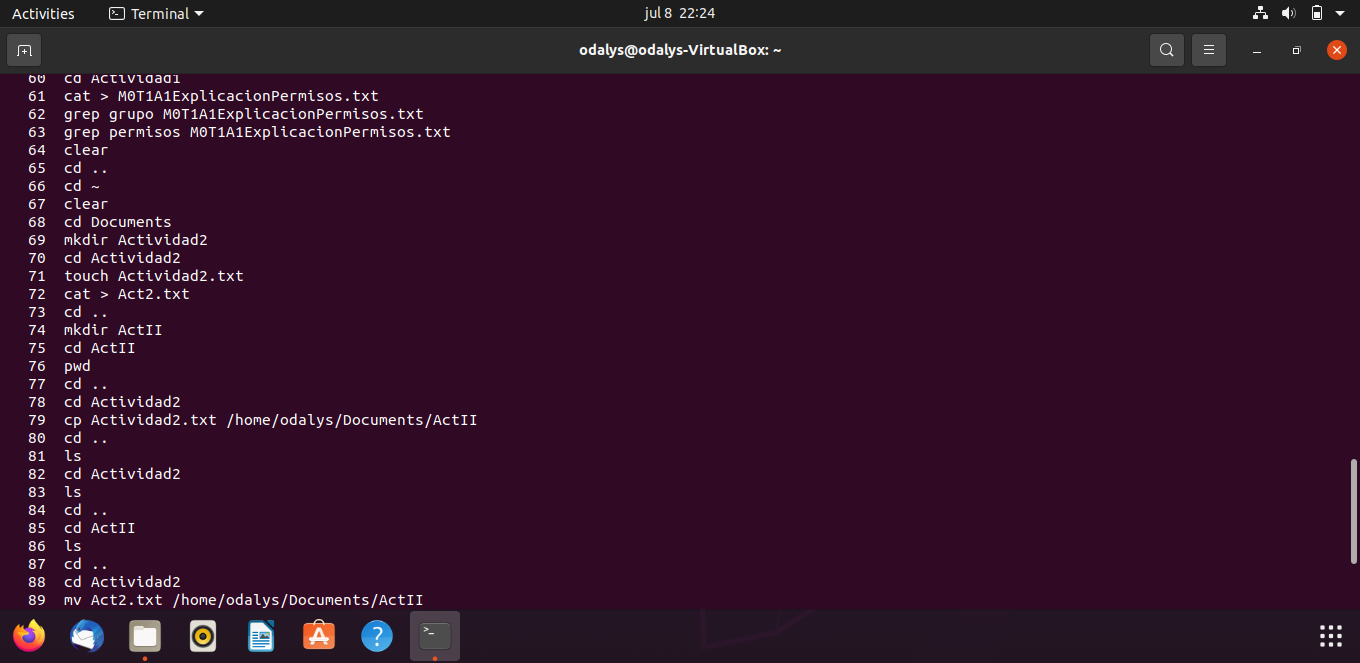 Activities Terminal jul 8 22:24
odalys@odalys-VirtualBox: ~
60 cd Actividad1
61 cat > M0T1A1ExplicacionPermisos.txt
62 grep grupo M0T1A1ExplicacionPermisos.txt
63 grep permisos M0T1A1ExplicacionPermisos.txt
64 clear
65 cd ..
66 cd ~
67 clear
68 cd Documents
69 mkdir Actividad2
70 cd Actividad2
71 touch Actividad2.txt
72 cat > Act2.txt
73 cd ..
74 mkdir ActII
75 cd ActII
76 pwd
77 cd ..
78 cd Actividad2
79 cp Actividad2.txt /home/odalys/Documents/ActII
80 cd ..
81 ls
82 cd Actividad2
83 ls
84 cd ..
85 cd ActII
86 ls
87 cd ..
88 cd Actividad2
89 mv Act2.txt /home/odalys/Documents/ActII